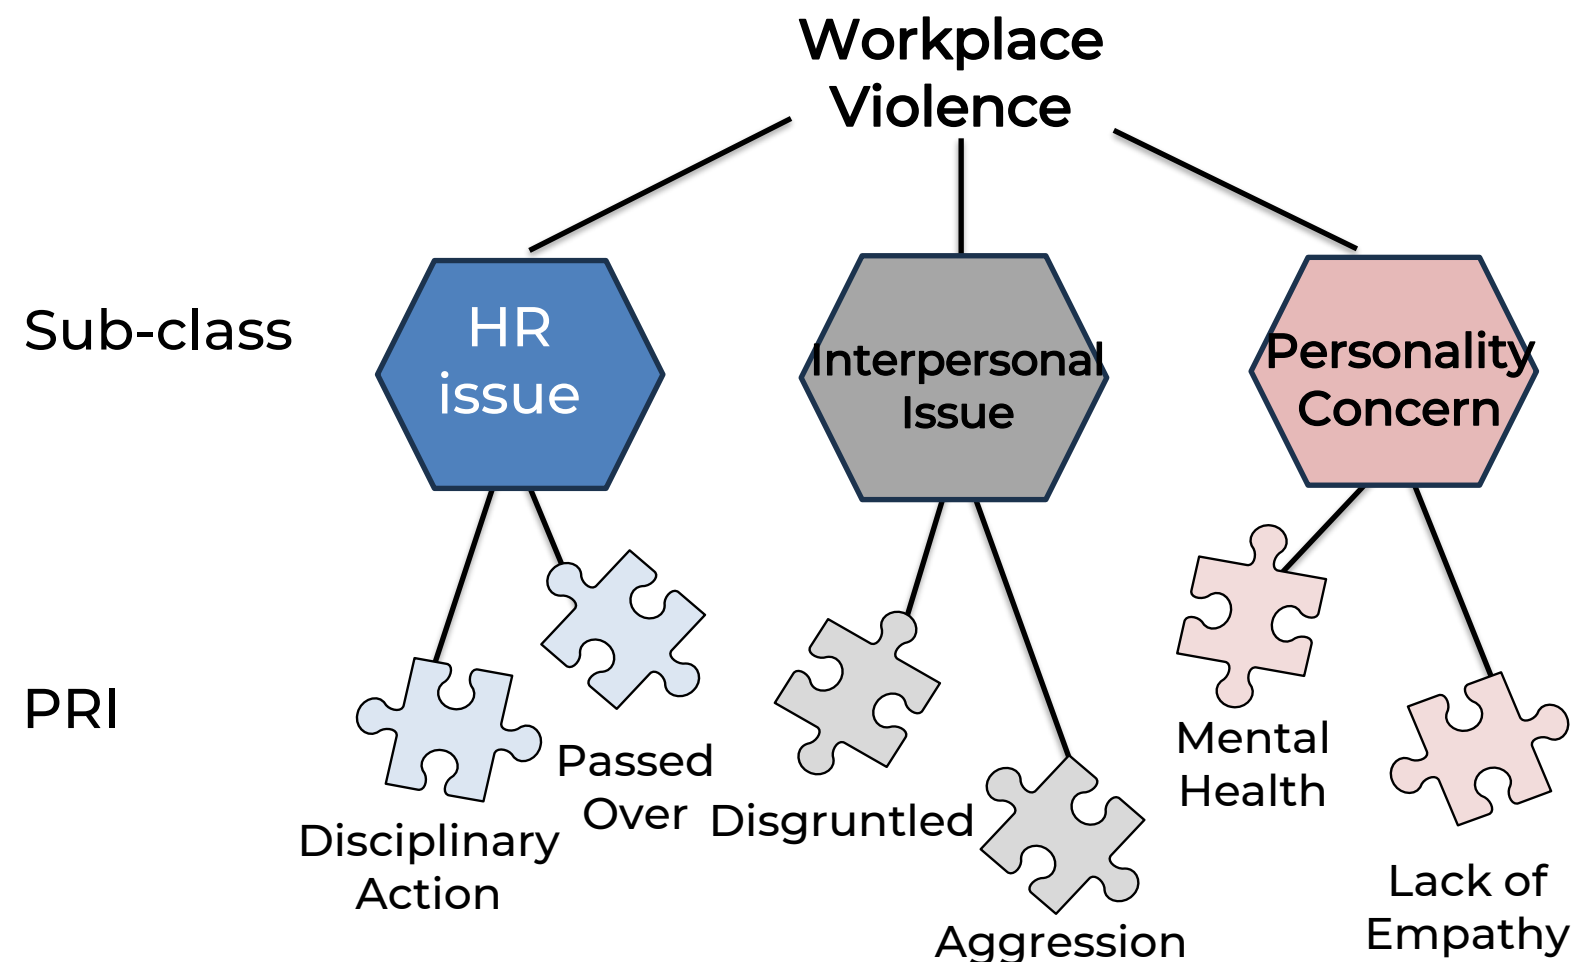 Workplace
Violence
Sub-class
HR
issue
Interpersonal
Issue
Personality
Concern
PRI
Disciplinary
Action
Passed
Over
Disgruntled
Aggression
Mental
Health
Lack of
Empathy